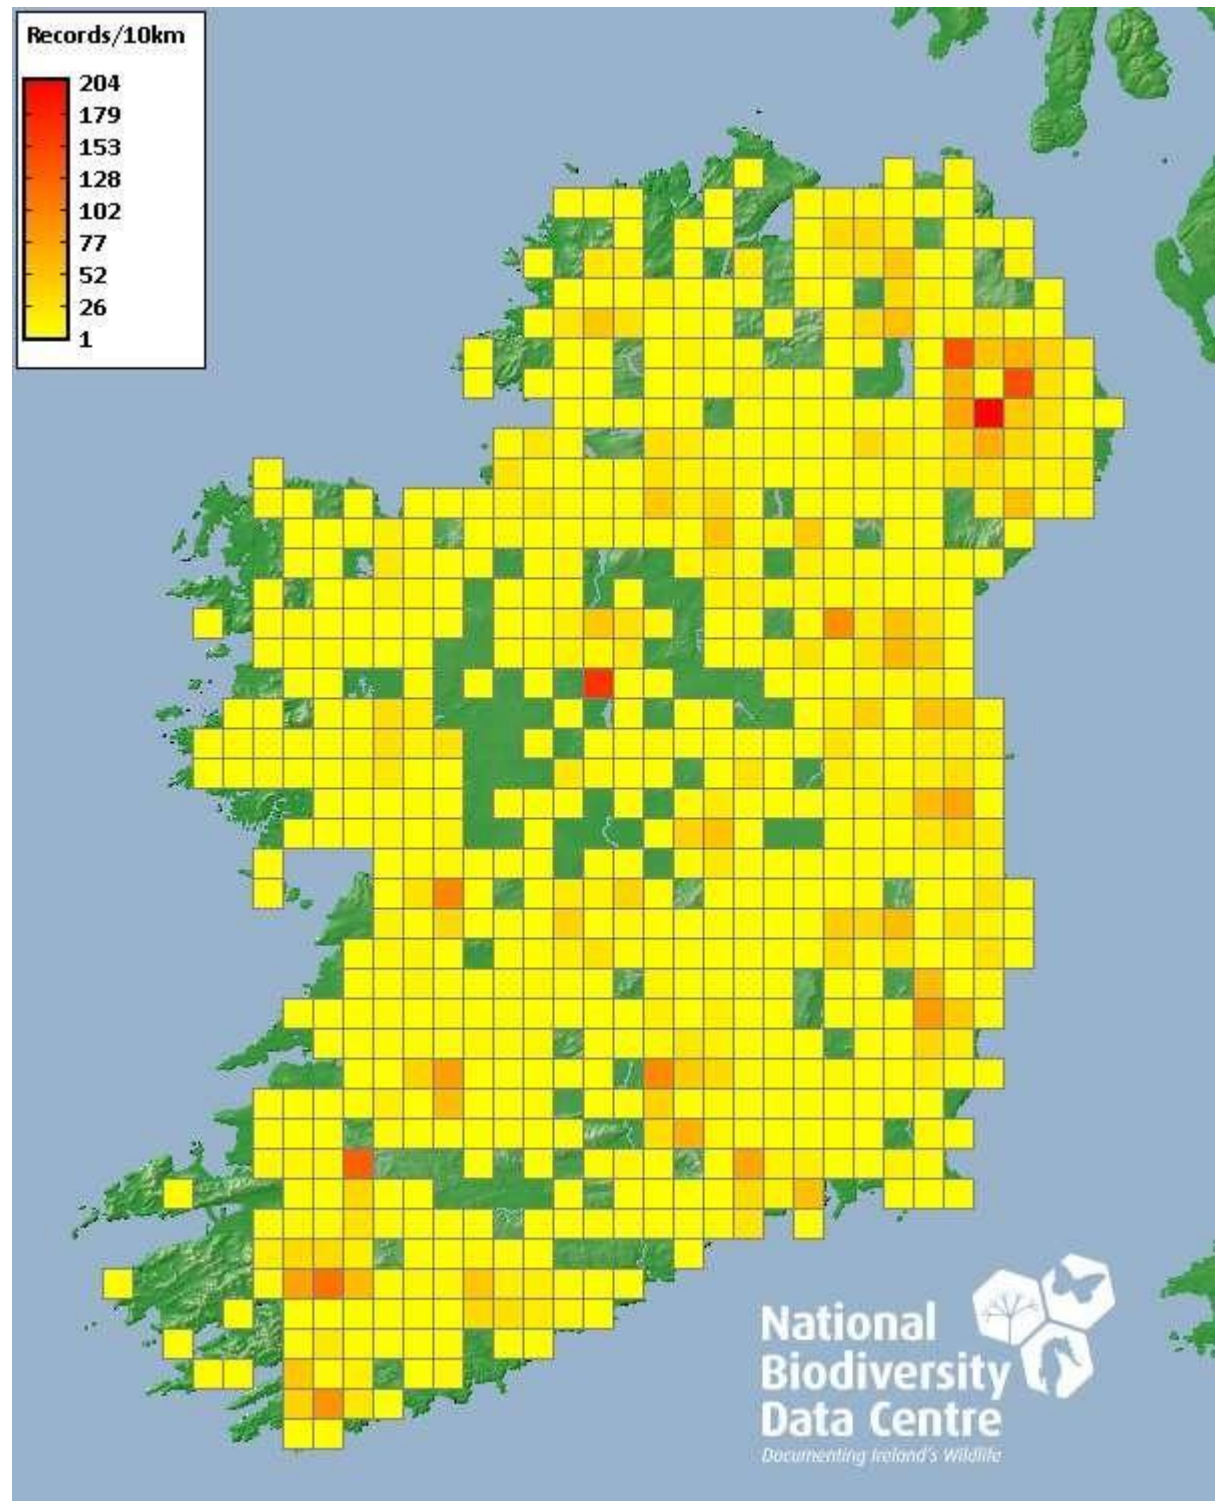 Records/10km
204
179
153
128
102
77
52
26
1
National
Biodiversity
Data Centre
Documenting Ireland's Wildlife